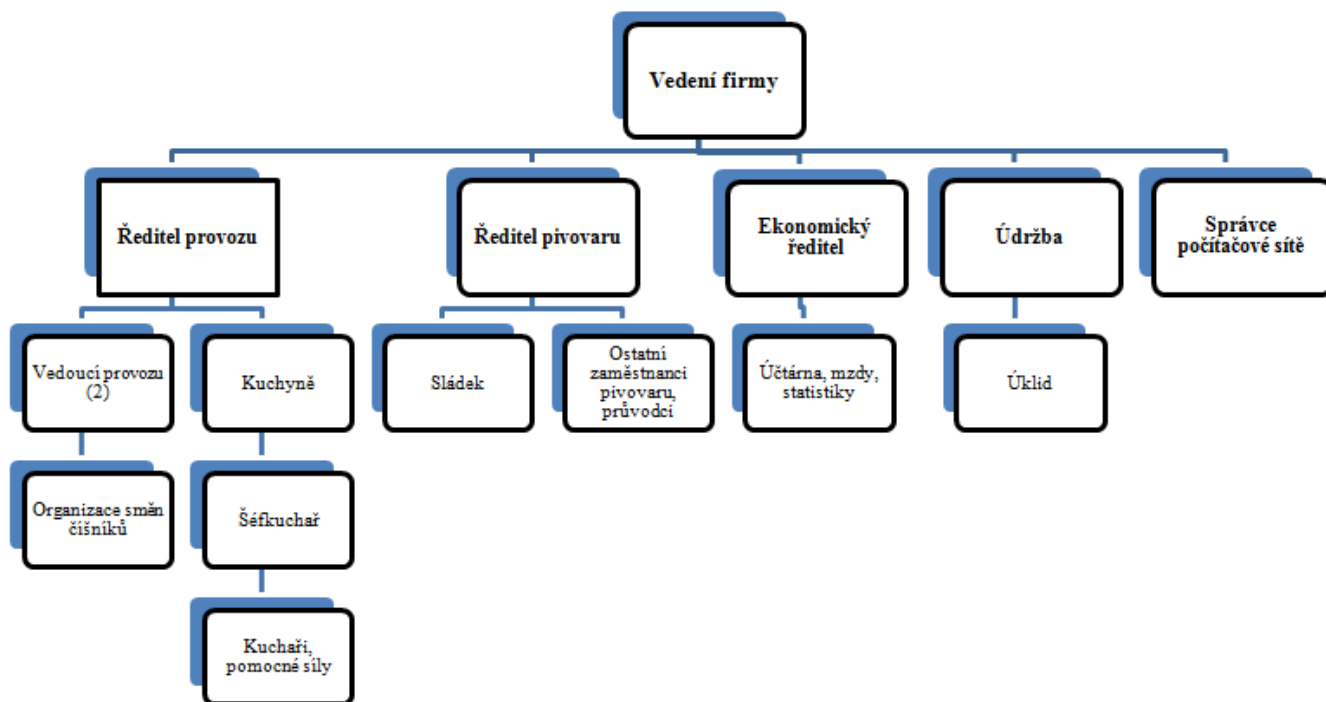 Vedení firmy
Ředitel provozu
Ředitel pivovaru
Ekonomický
ředitel
Údržba
Správce
počítačové sítě
Vedoucí provozu
(2)
Kuchyně
Sládek
Ostatní
zaměstnanci
pivovaru,
průvodci
Účtárna, mzdy,
statistiky
Úklid
Organizace směn
číšníků
Šéfkuchař
Kuchaři,
pomocné síly